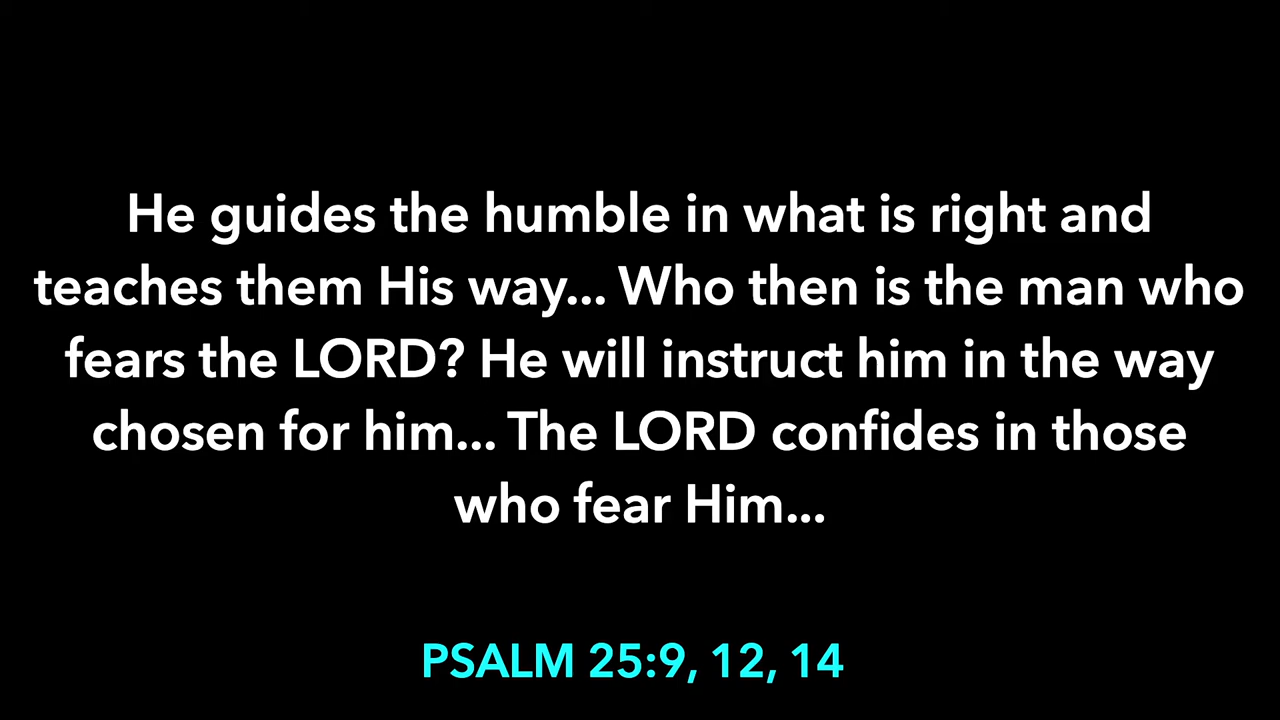 He guides the humble in what is right and
teaches them His way... Who then is the man who
fears the LORD? He will instruct him in the way
chosen for him... The LORD confides in those
who fear Him...
PSALM 25:9, 12, 14